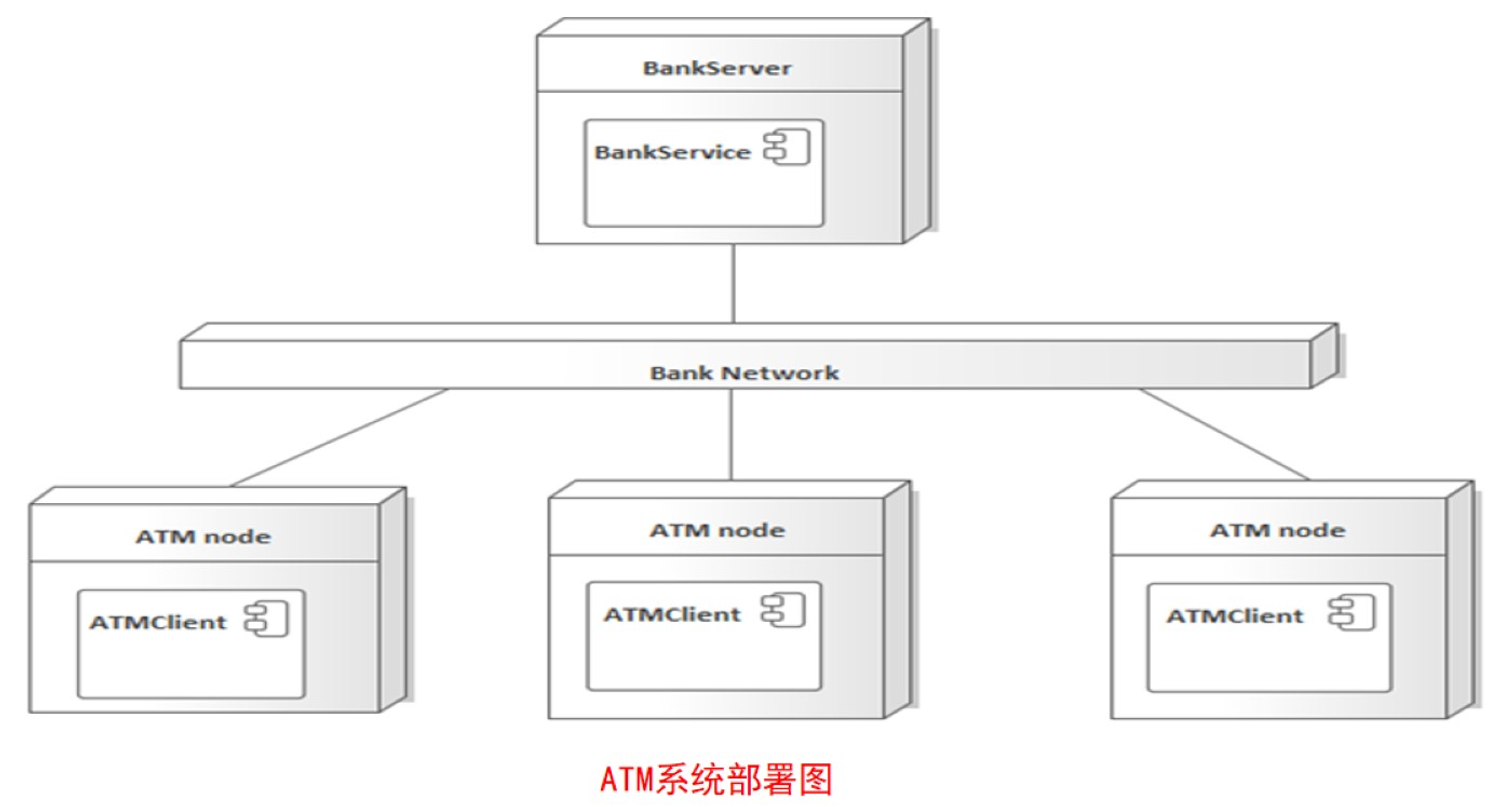 BankServer
BankService
Bank Network
ATM node
ATM node
ATM node
ATMClient
ATMClient
ATMClient
ATM系统部署图